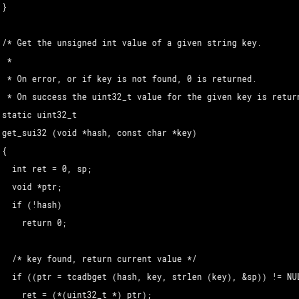 }
/* Get the unsigned int value of a given string key.
 *
 * On error, or if key is not found, 0 is returned.
 * On success the uint32_t value for the given key is
static uint32_t
get_sui32 (void *hash, const char *key)
{
  int ret = 0, sp;
  void *ptr;
  if (!hash)
    return 0;
  /* key found, return current value */
  if ((ptr = tcadbget (hash, key, strlen (key), &sp)) !=
    ret = (*(uint32_t *) ptr);